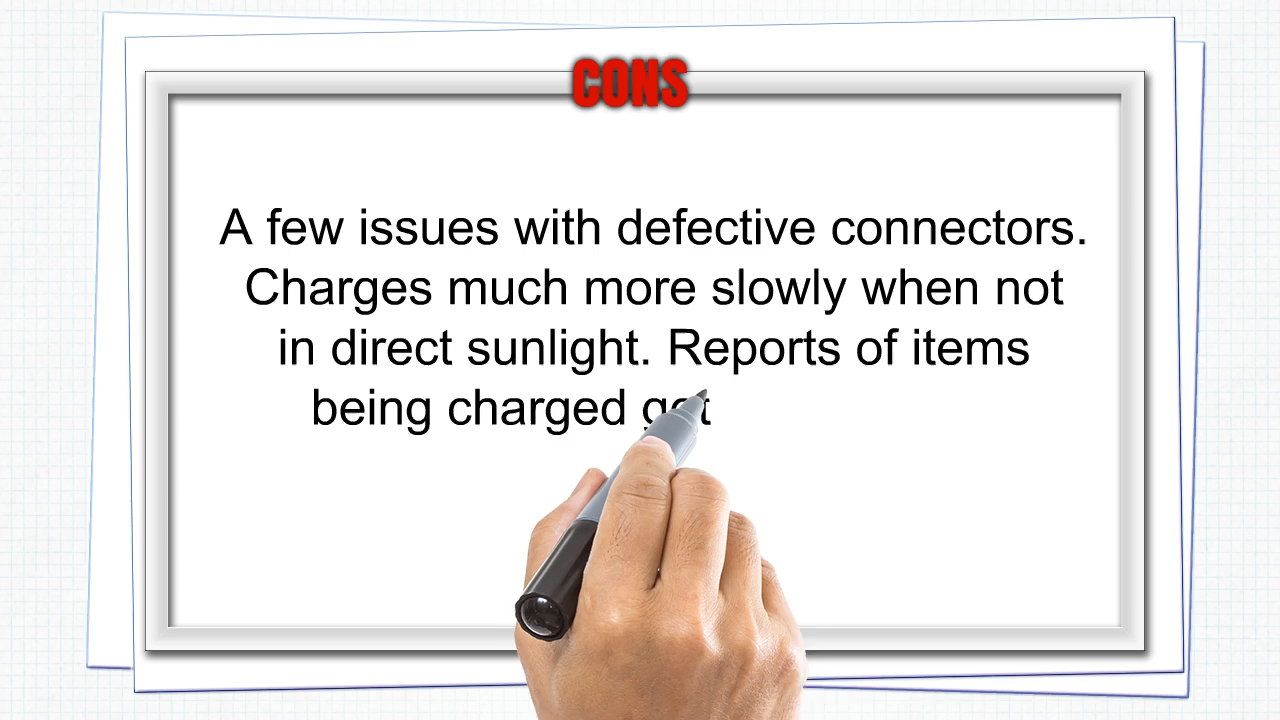 CONS
A few issues with defective connectors.
Charges much more slowly when not
in direct sunlight. Reports of items
being charged get